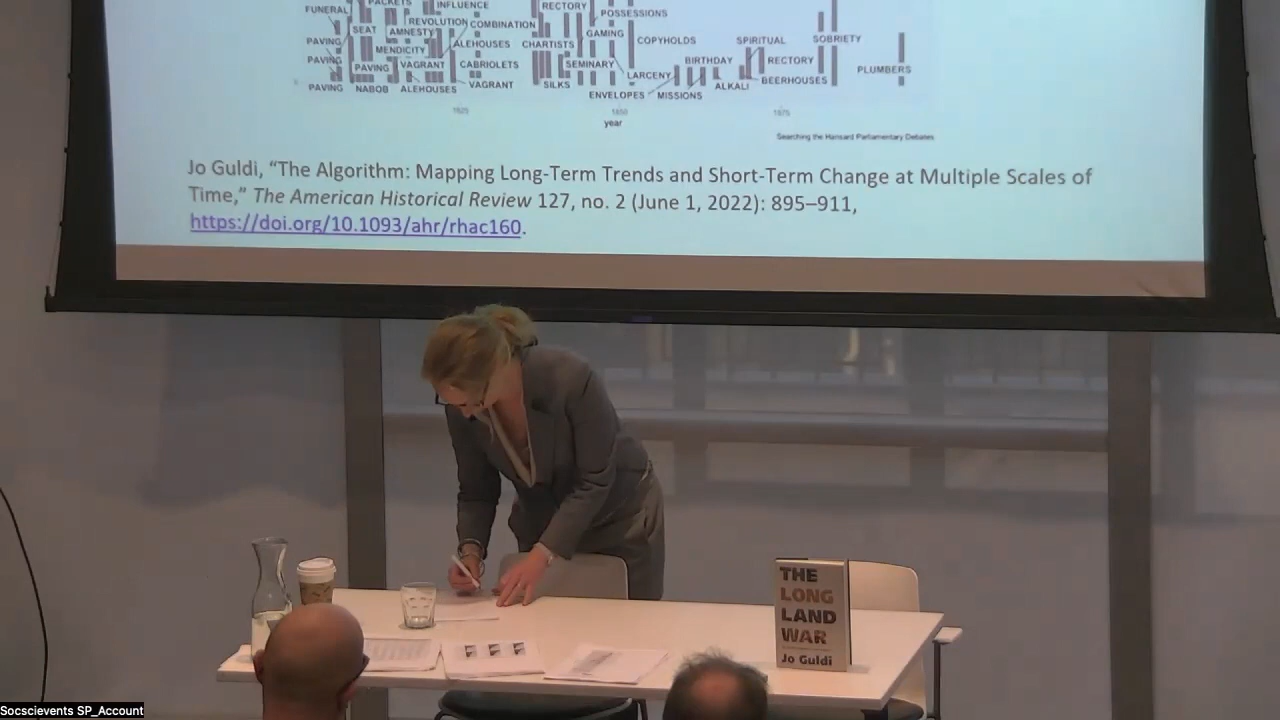 FUNERAL PACKETS INFLUENCE RECTORY POSSESSIONS
SEAT AMNESTY REVOLUTION COMBINATION GAMING
PAVING MENDICITY ALEHOUSES CHARTISTS COPYHOLDS SPIRITUAL SOBRIETY
PAVING PAVING VAGRANT CABRIOLETS SEMINARY LARCENY BIRTHDAY RECTORY PLUMBERS
PAVING NABOB ALEHOUSES VAGRANT SILKS ENVELOPES MISSIONS ALKALI BEERHOUSES
1825 1850 1875
year
Searching the Hansard Parliamentary Debates
Jo Guldi, “The Algorithm: Mapping Long-Term Trends and Short-Term Change at Multiple Scales of
Time,” The American Historical Review 127, no. 2 (June 1, 2022): 895–911,
https://doi.org/10.1093/ahr/rhac160.
THE
LONG
LAND
WAR
Jo Guldi
Socscievents SP_Account